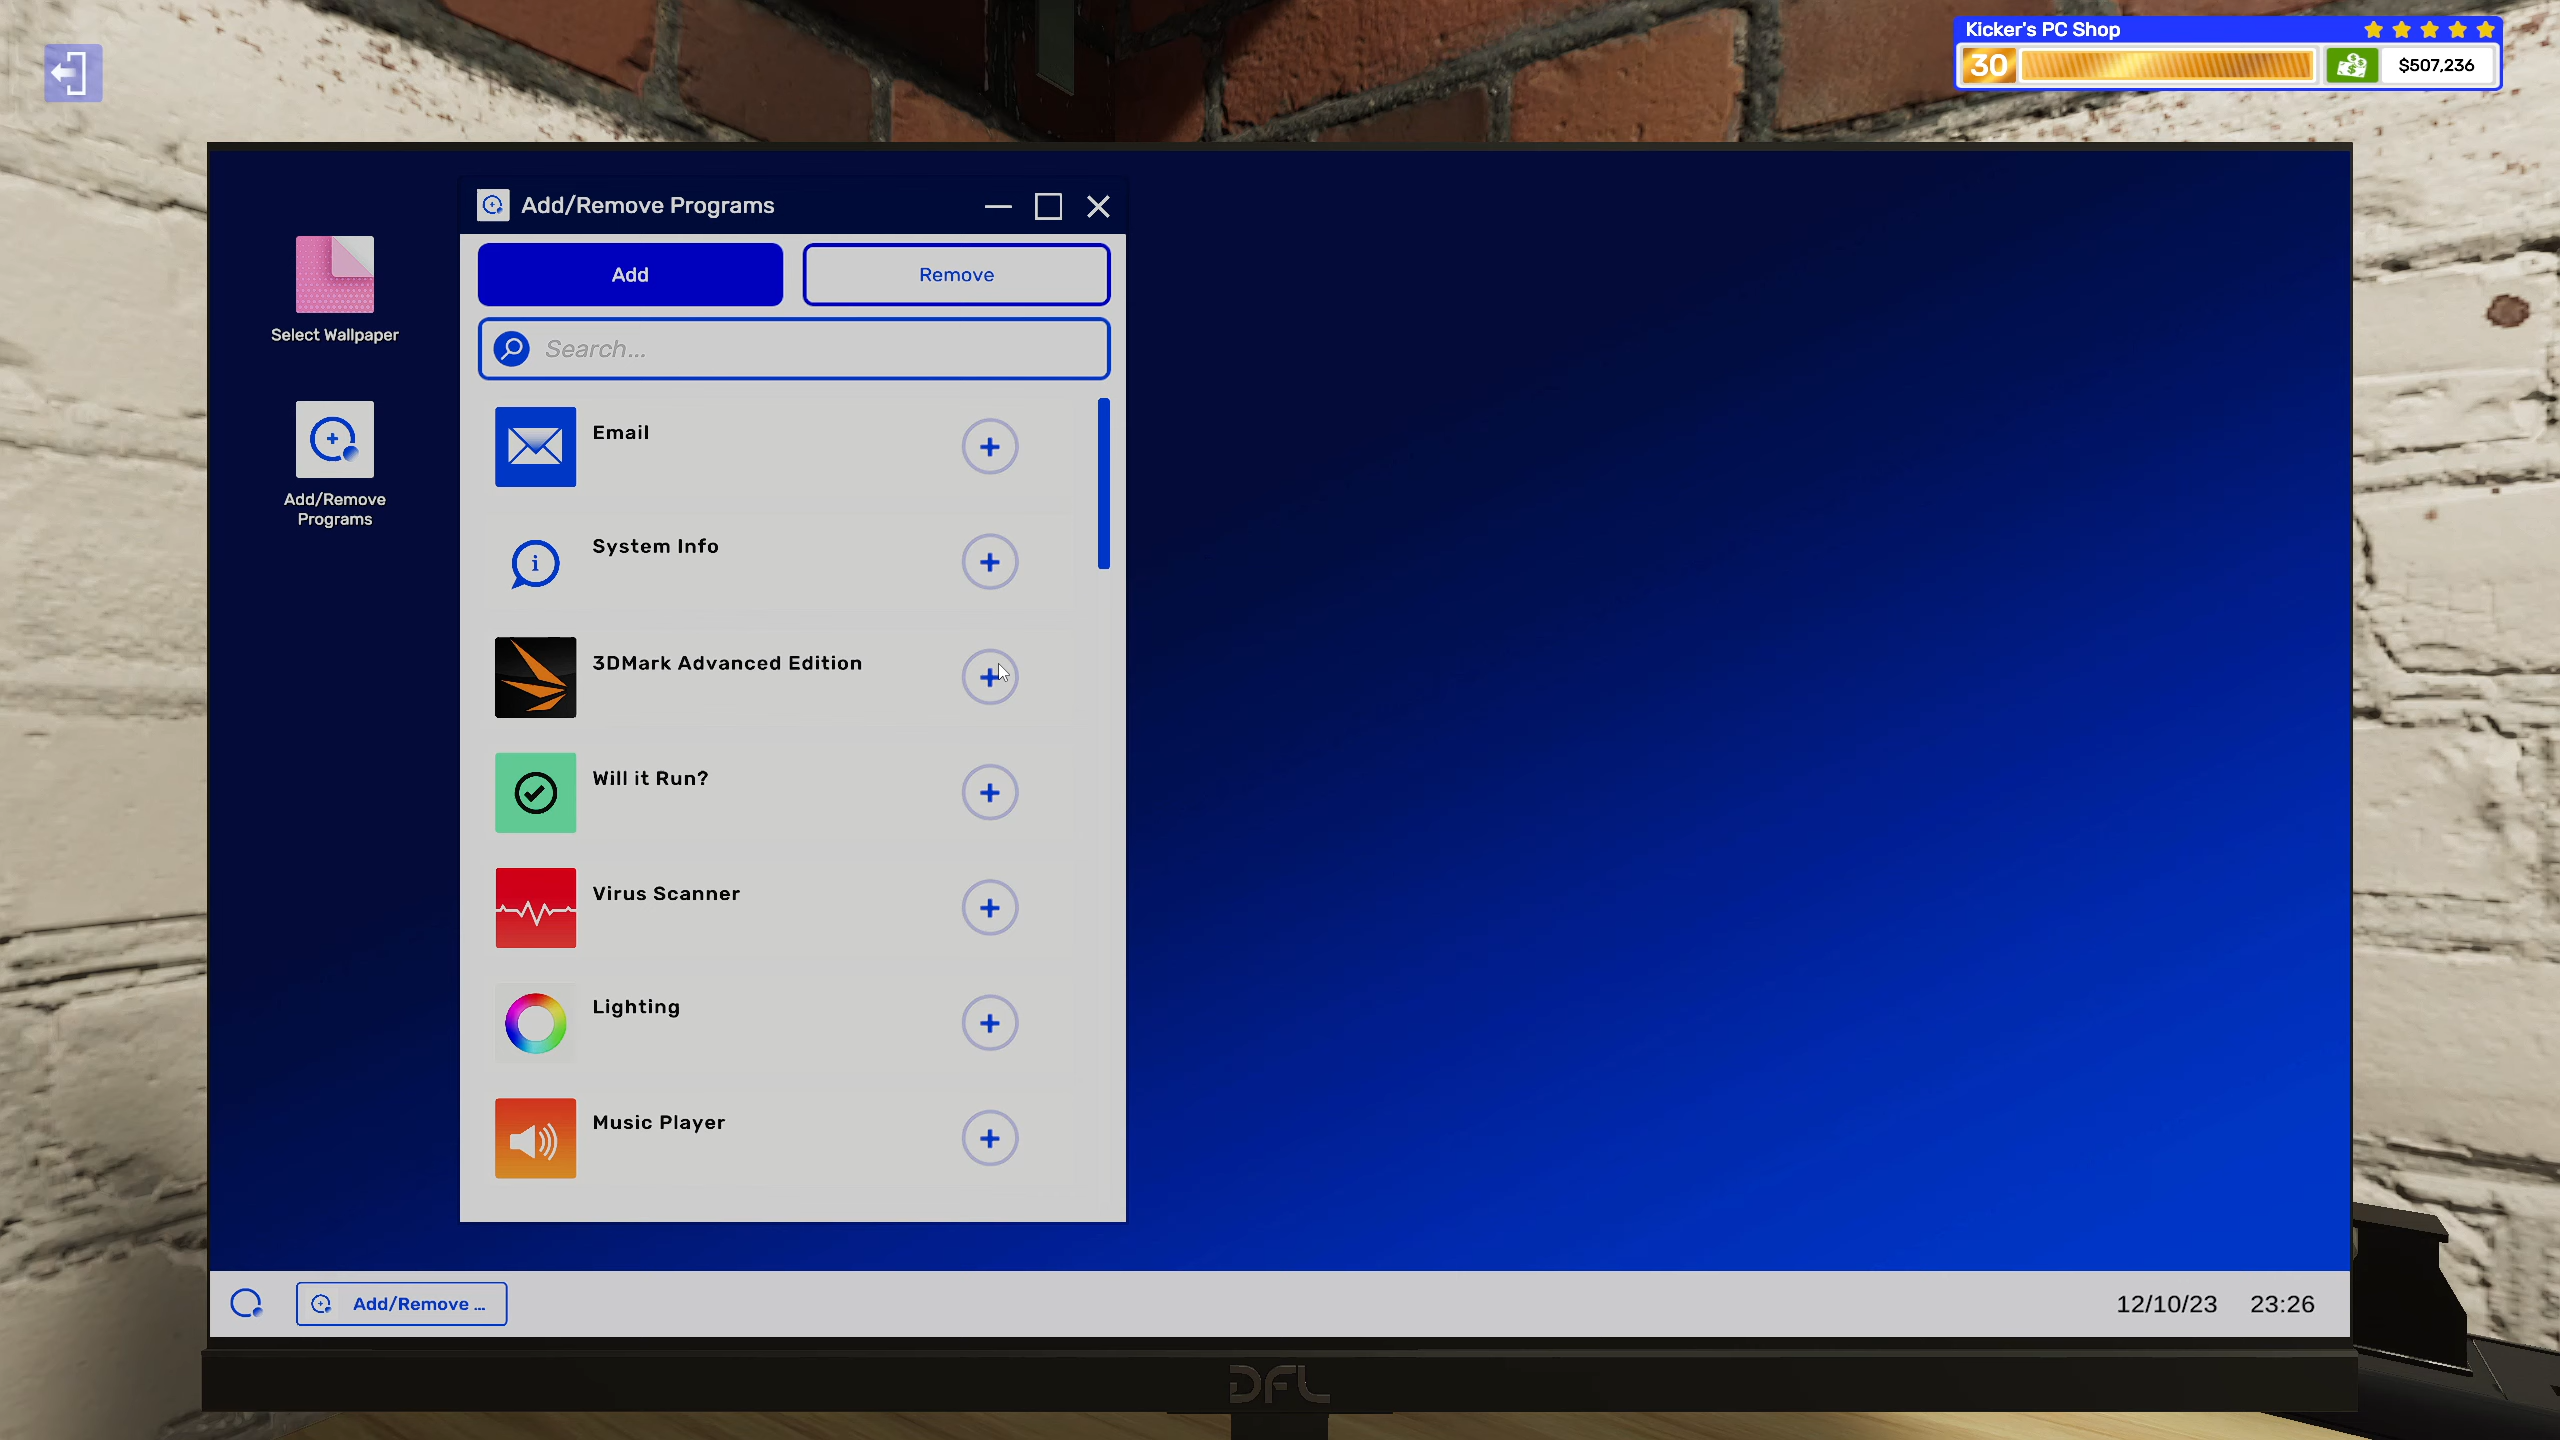 Kicker's PC Shop
30
$507,236
Add/Remove Programs
Add
Remove
Search...
Select Wallpaper
Add/Remove
Programs
Email
System Info
3DMark Advanced Edition
Will it Run?
Virus Scanner
Lighting
Music Player
Add/Remove ...
12/10/23 23:26
DFL